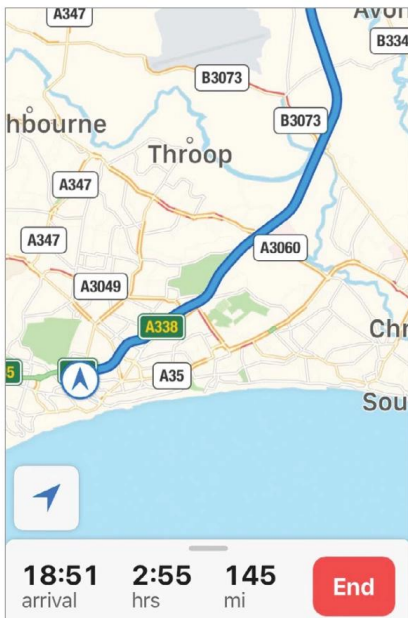 A347
Avon
B334
B3073
B3073
hbourne
Throop
A347
A347
A3060
A3049
A338
Chr
5
A35
Sou
18:51 2:55 145
arrival hrs mi
End